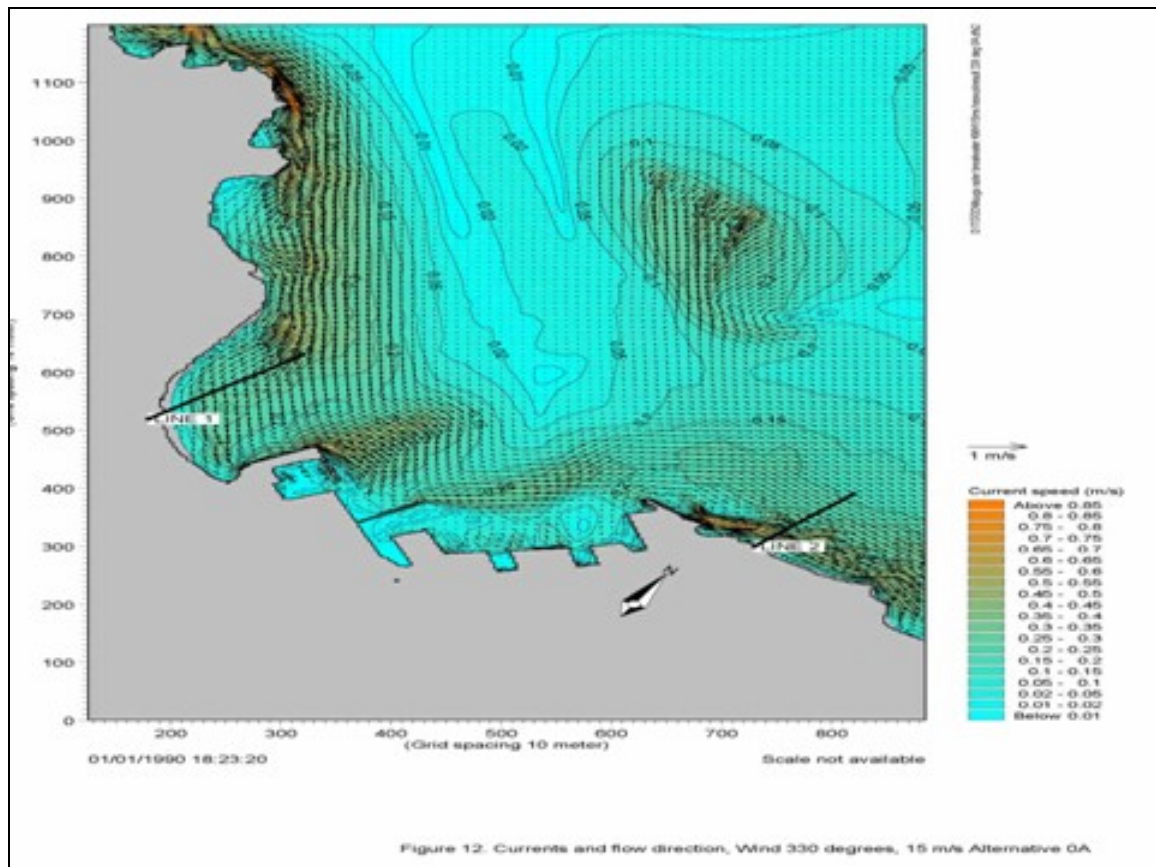 1100
1000
900
800
700
600
500
400
300
200
100
0
LINE 1
LINE 2
N
200 300 400 500 600 700 800
(Grid spacing 10 meter)
01/01/1990 18:23:20
Scale not available
1 m/s
Current speed (m/s)
Above 0.85
0.8 - 0.85
0.75 - 0.8
0.7 - 0.75
0.65 - 0.7
0.6 - 0.65
0.55 - 0.6
0.5 - 0.55
0.45 - 0.5
0.4 - 0.45
0.35 - 0.4
0.3 - 0.35
0.25 - 0.3
0.2 - 0.25
0.15 - 0.2
0.1 - 0.15
0.05 - 0.1
0.02 - 0.05
0.01 - 0.02
Below 0.01
Figure 12. Currents and flow direction, Wind 330 degrees, 15 m/s Alternative 0A